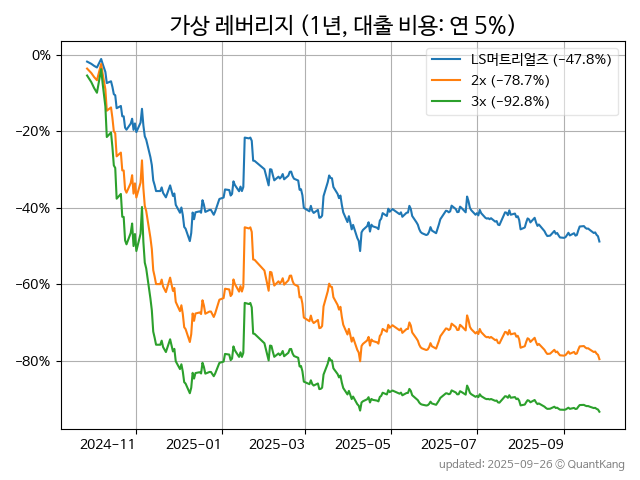 가상 레버리지 (1년, 대출 비용: 연 5%)
LS머트리얼즈 (−47.8%)
2x (−78.7%)
3x (−92.8%)
0%
−20%
−40%
−60%
−80%
2024−11 2025−01 2025−03 2025−05 2025−07 2025−09
updated: 2025-09-26 © QuantKang